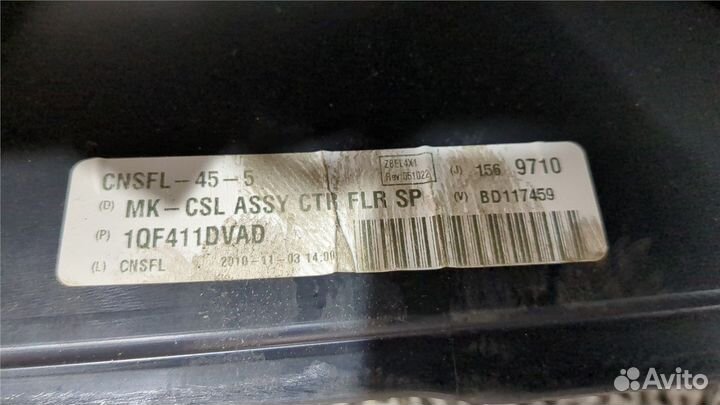 CNSFL-45-5
ZBEL4X1
Rev:051022
(J) 156 9710
(D) MK-CSL ASSY CTR FLR SP
(V) BD117459
(P) 1QF411DVAD
(L) CNSFL 2010-11-03 14:00
Avito